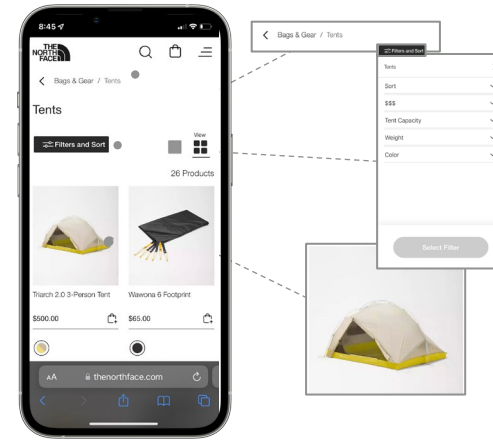 8:45
THE
NORTH
FACE
Bags & Gear / Tents
Tents
Filters and Sort
View
26 Products
Triarch 2.0 3-Person Tent
$500.00
Wawona 6 Footprint
$65.00
AA
thenorthface.com
Bags & Gear / Tents
Filters and Sort
Tents
Sort
$$$
Tent Capacity
Weight
Color
Select Filter